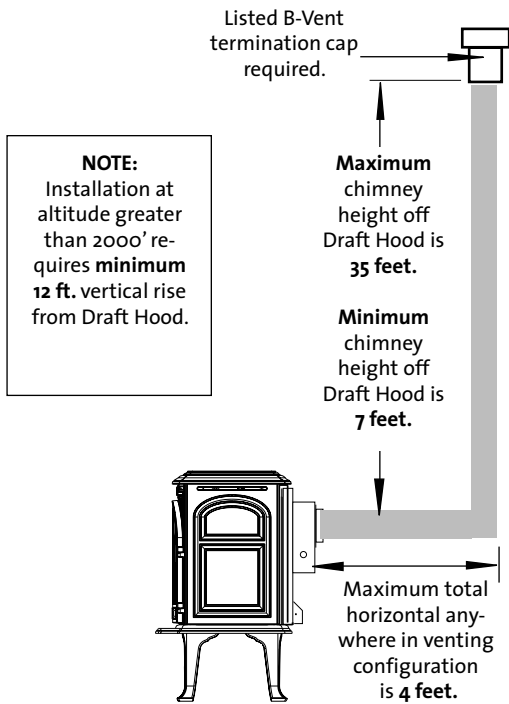 Listed B-Vent
termination cap
required.
NOTE:
Installation at
altitude greater
than 2000’ re-
quires minimum
12 ft. vertical rise
from Draft Hood.
Maximum
chimney
height off
Draft Hood is
35 feet.
Minimum
chimney
height off
Draft Hood is
7 feet.
Maximum total
horizontal any-
where in venting
configuration
is 4 feet.